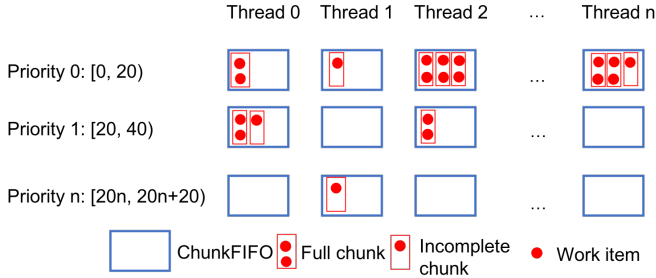 Thread 0 Thread 1 Thread 2 ... Thread n
Priority 0: [0, 20) ...
Priority 1: [20, 40) ...
Priority n: [20n, 20n+20) ...
ChunkFIFO Full chunk Incomplete chunk Work item